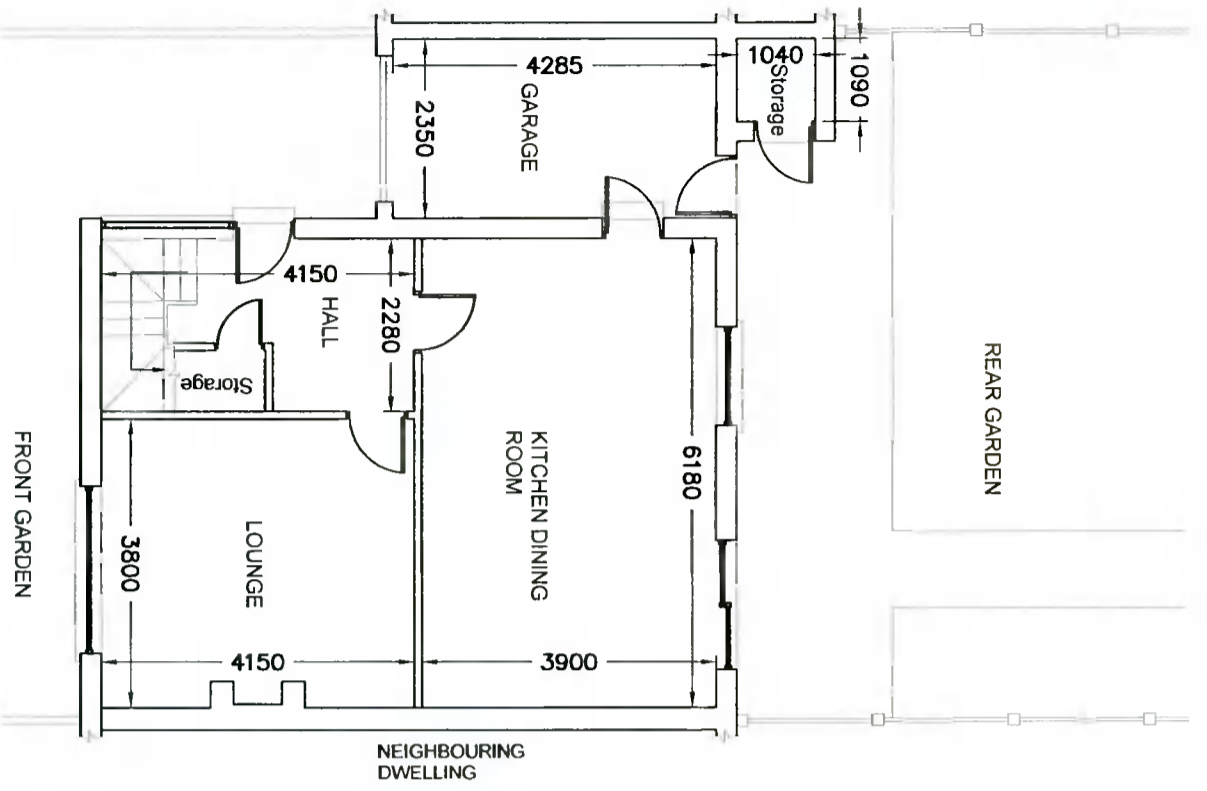 4285
1040
Storage
1090
GARAGE
2350
4150
HALL
2280
Storage
REAR GARDEN
FRONT GARDEN
KITCHEN DINING
ROOM
6180
LOUNGE
3800
4150
3900
NEIGHBOURING
DWELLING